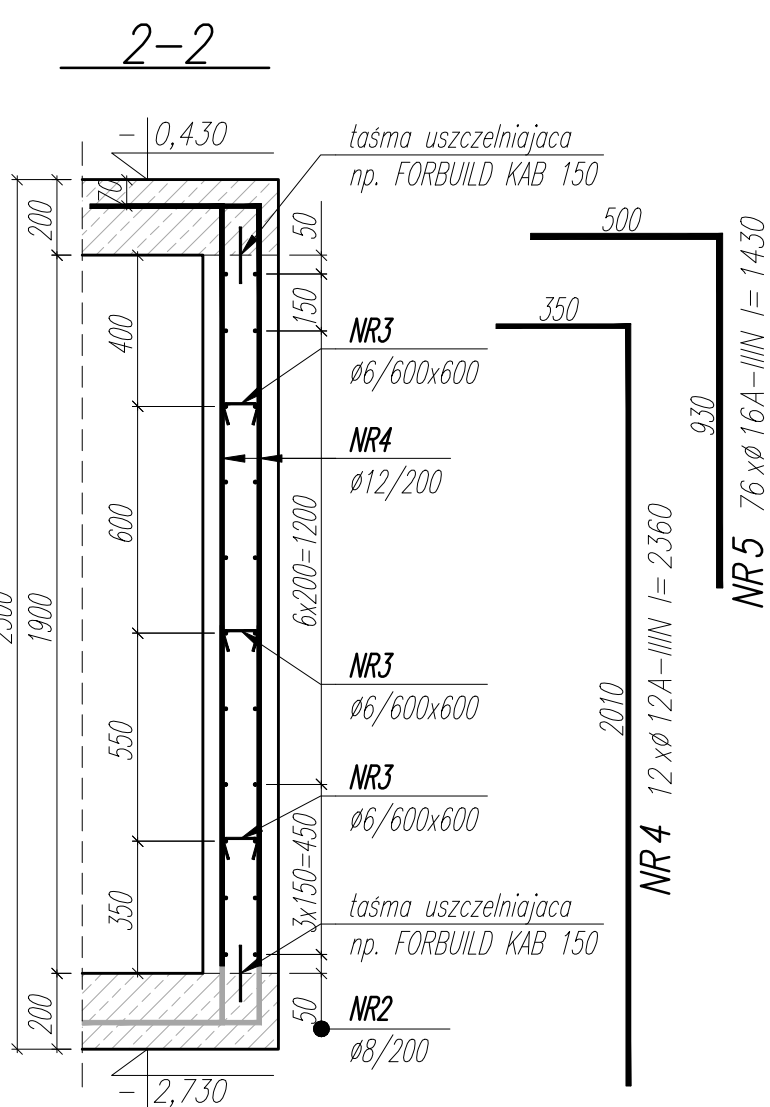 2-2
- 0,430
taśma uszczelniajaca
np. FORBUILD KAB 150
70
200
50
150
400
NR3
ø6/600x600
NR4
ø12/200
600
6x200=1200
1900
NR3
ø6/600x600
550
NR3
ø6/600x600
3x150=450
350
taśma uszczelniajaca
np. FORBUILD KAB 150
200
50
NR2
ø8/200
- 2,730
500
930
NR5 76xø16A-IIIN l= 1430
350
2010
NR4 12xø12A-IIIN l= 2360